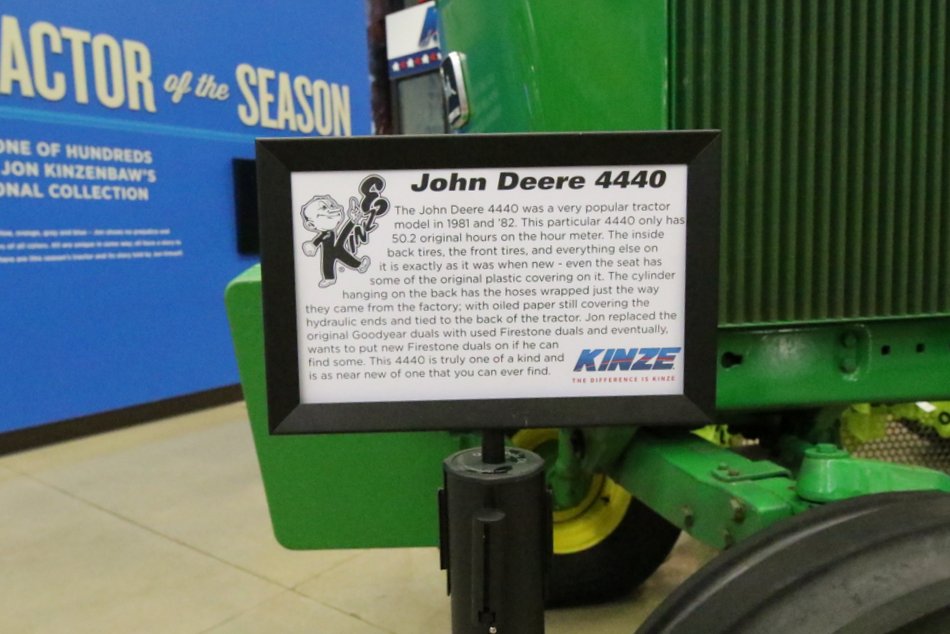 ACTOR of the SEASON
ONE OF HUNDREDS
JON KINZENBAW'S
ONAL COLLECTION
KINZE
John Deere 4440
The John Deere 4440 was a very popular tractor
model in 1981 and '82. This particular 4440 only has
50.2 original hours on the hour meter. The inside
back tires, the front tires, and everything else on
it is exactly as it was when new - even the seat has
some of the original plastic covering on it. The cylinder
hanging on the back has the hoses wrapped just the way
they came from the factory; with oiled paper still covering the
hydraulic ends and tied to the back of the tractor. Jon replaced the
original Goodyear duals with used Firestone duals and eventually,
wants to put new Firestone duals on if he can
find some. This 4440 is truly one of a kind and
is as near new of one that you can ever find.
KINZE
THE DIFFERENCE IS KINZE